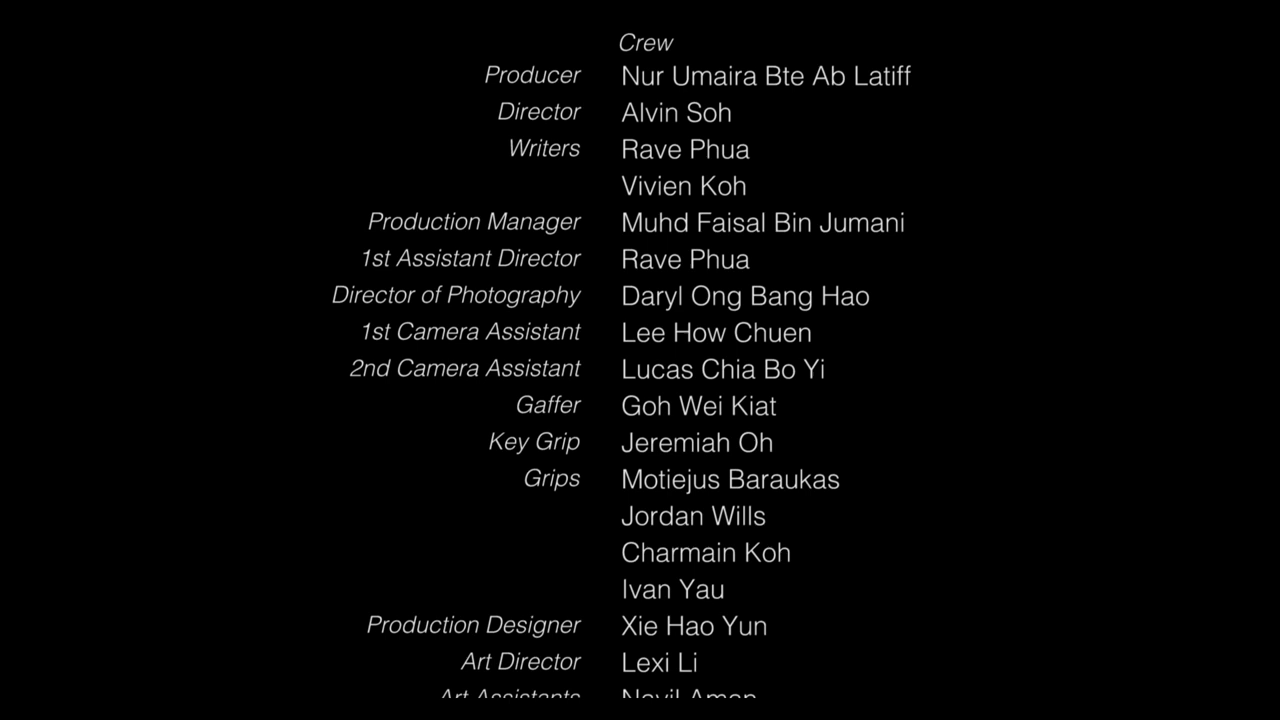 Crew
Producer Nur Umaira Bte Ab Latiff
Director Alvin Soh
Writers Rave Phua
Vivien Koh
Production Manager Muhd Faisal Bin Jumani
1st Assistant Director Rave Phua
Director of Photography Daryl Ong Bang Hao
1st Camera Assistant Lee How Chuen
2nd Camera Assistant Lucas Chia Bo Yi
Gaffer Goh Wei Kiat
Key Grip Jeremiah Oh
Grips Motiejus Baraukas
Jordan Wills
Charmain Koh
Ivan Yau
Production Designer Xie Hao Yun
Art Director Lexi Li
Art Assistants